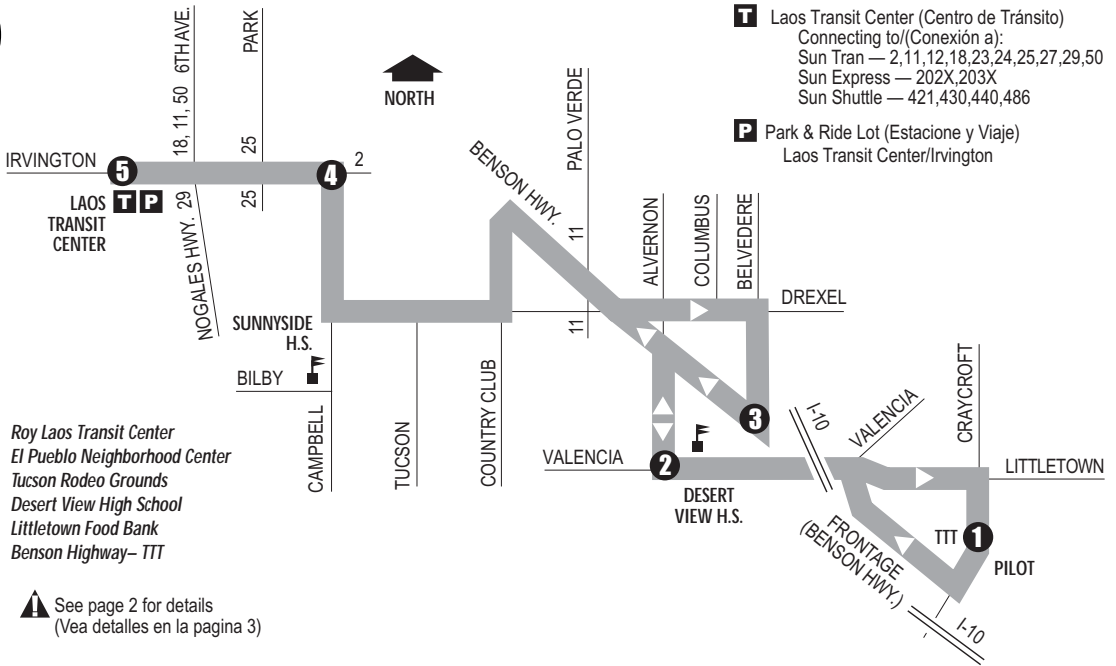 T Laos Transit Center (Centro de Tránsito)
Connecting to/(Conexión a):
Sun Tran — 2,11,12,18,23,24,25,27,29,50
Sun Express — 202X,203X
Sun Shuttle — 421,430,440,486
P Park & Ride Lot (Estacione y Viaje)
Laos Transit Center/Irvington
NORTH
18, 11, 50 6TH AVE.
PARK
25
IRVINGTON
5
4
2
LAOS
TRANSIT
CENTER
T P
29
NOGALES HWY.
25
BENSON HWY.
PALO VERDE
11
11
ALVERNON
COLUMBUS
BELVEDERE
DREXEL
SUNNYSIDE
H.S.
BILBY
CAMPBELL
TUCSON
COUNTRY CLUB
3
I-10
VALENCIA
CRAYCROFT
VALENCIA
2
DESERT
VIEW H.S.
LITTLETOWN
TTT
1
PILOT
FRONTAGE
(BENSON HWY.)
I-10
Roy Laos Transit Center
El Pueblo Neighborhood Center
Tucson Rodeo Grounds
Desert View High School
Littletown Food Bank
Benson Highway– TTT
See page 2 for details
(Vea detalles en la pagina 3)